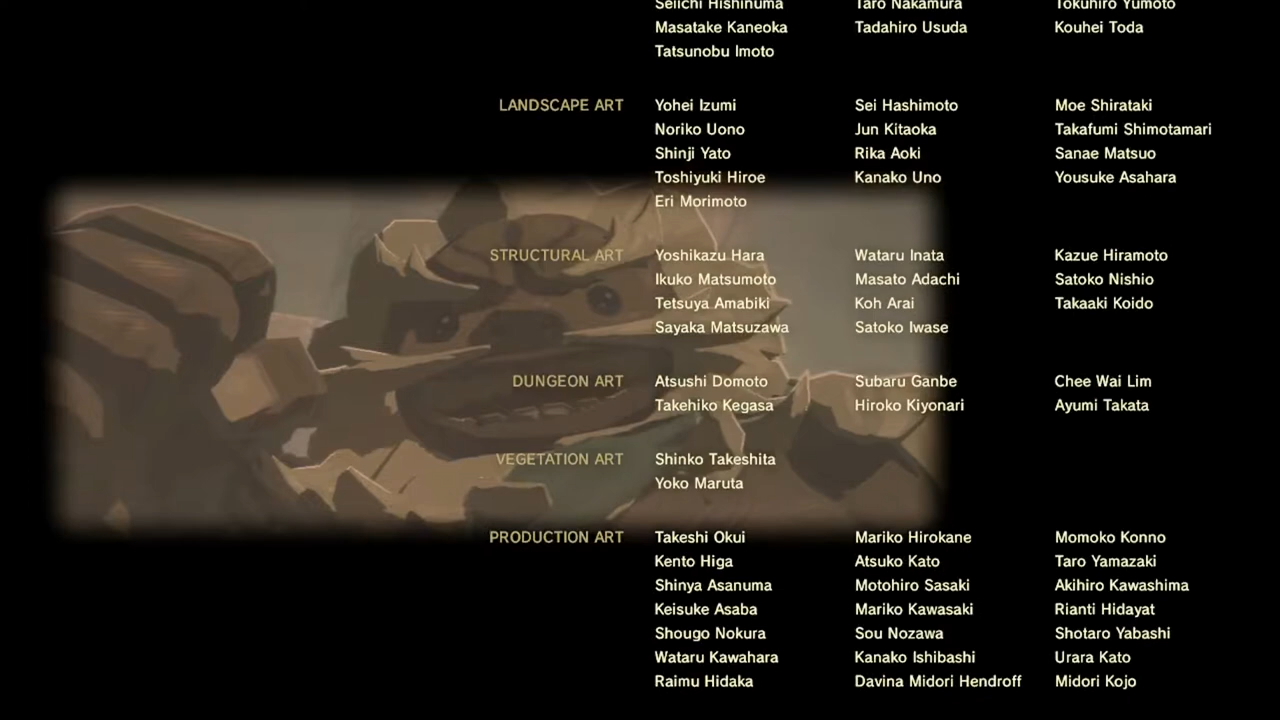 Seiichi Hishinuma Taro Nakamura Tokuhiro Yumoto
Masatake Kaneoka Tadahiro Usuda Kouhei Toda
Tatsunobu Imoto
LANDSCAPE ART Yohei Izumi Sei Hashimoto Moe Shirataki
Noriko Uono Jun Kitaoka Takafumi Shimotamari
Shinji Yato Rika Aoki Sanae Matsuo
Toshiyuki Hiroe Kanako Uno Yousuke Asahara
Eri Morimoto
STRUCTURAL ART Yoshikazu Hara Wataru Inata Kazue Hiramoto
Ikuko Matsumoto Masato Adachi Satoko Nishio
Tetsuya Amabiki Koh Arai Takaaki Koido
Sayaka Matsuzawa Satoko Iwase
DUNGEON ART Atsushi Domoto Subaru Ganbe Chee Wai Lim
Takehiko Kegasa Hiroko Kiyonari Ayumi Takata
VEGETATION ART Shinko Takeshita
Yoko Maruta
PRODUCTION ART Takeshi Okui Mariko Hirokane Momoko Konno
Kento Higa Atsuko Kato Taro Yamazaki
Shinya Asanuma Motohiro Sasaki Akihiro Kawashima
Keisuke Asaba Mariko Kawasaki Rianti Hidayat
Shougo Nokura Sou Nozawa Shotaro Yabashi
Wataru Kawahara Kanako Ishibashi Urara Kato
Raimu Hidaka Davina Midori Hendroff Midori Kojo